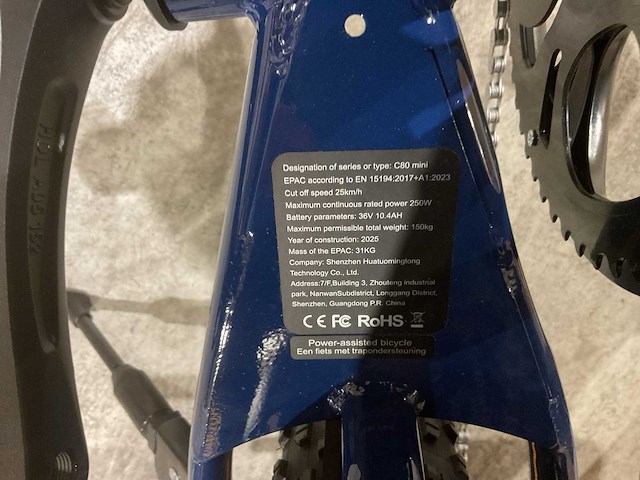 Designation of series or type: C80 mini
EPAC according to EN 15194:2017+A1:2023
Cut off speed 25km/h
Maximum continuous rated power 250W
Battery parameters: 36V 10.4AH
Maximum permissible total weight: 150kg
Year of construction: 2025
Mass of the EPAC: 31KG
Company: Shenzhen Huatuomingtong
Technology Co., Ltd.
Address:7/F,Building 3, Zhouteng industrial
park, NanwanSubdistrict, Longgang District,
Shenzhen, Guangdong P.R. China
CE FC RoHS
Power-assisted bicycle
Een fiets met trapondersteuning